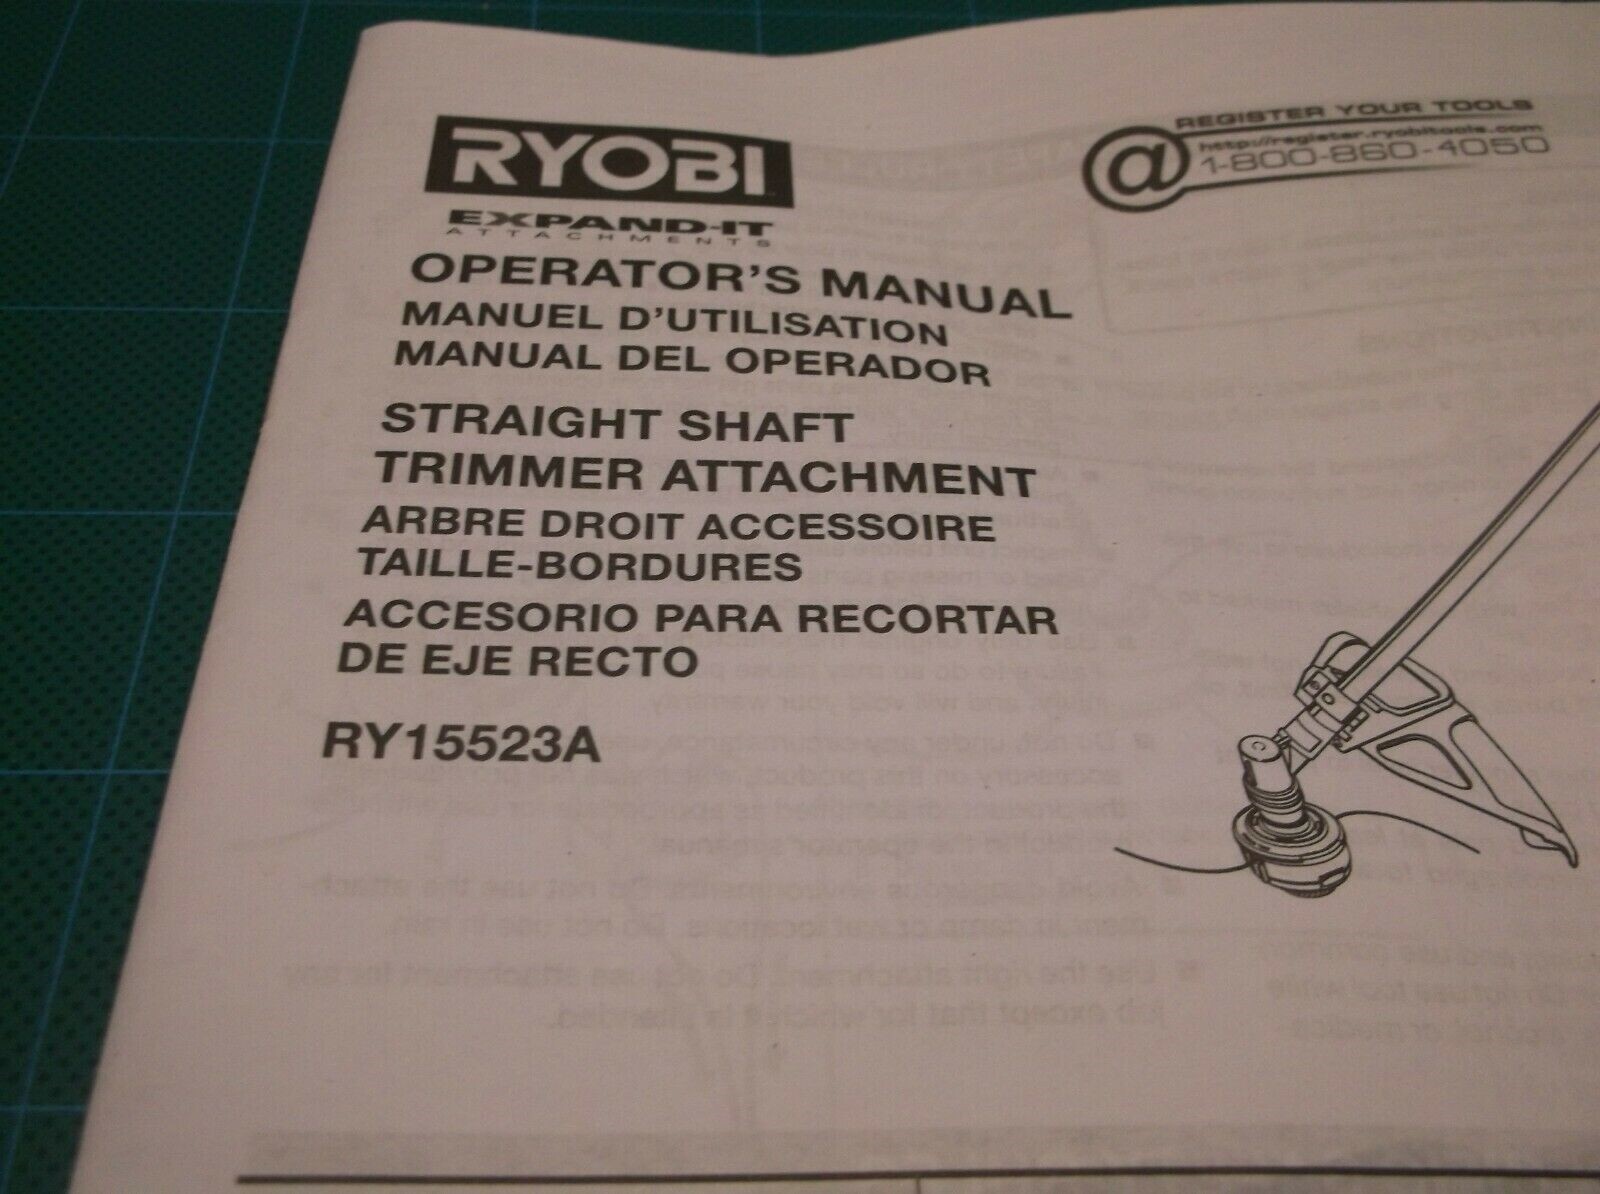 RYOBI
EXPAND-IT
ATTACHMENTS
REGISTER YOUR TOOLS
http://register.ryobitools.com
1-800-860-4050
OPERATOR'S MANUAL
MANUEL D'UTILISATION
MANUAL DEL OPERADOR
STRAIGHT SHAFT
TRIMMER ATTACHMENT
ARBRE DROIT ACCESSOIRE
TAILLE-BORDURES
ACCESORIO PARA RECORTAR
DE EJE RECTO
RY15523A